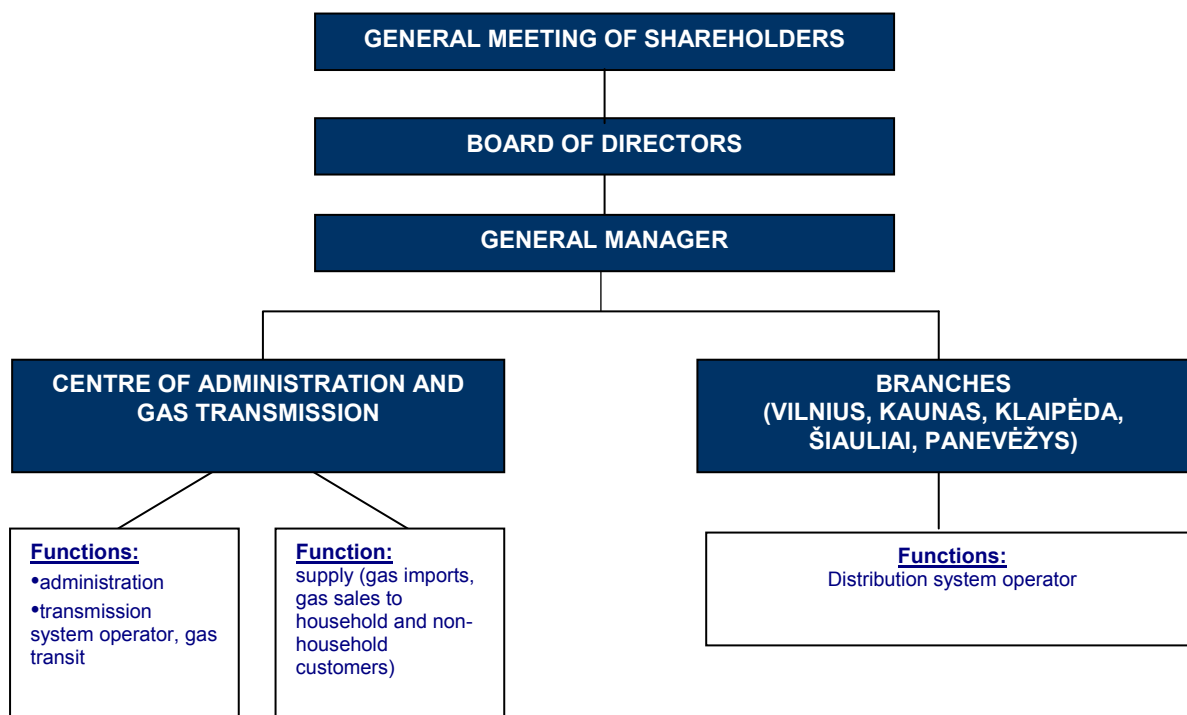 GENERAL MEETING OF SHAREHOLDERS
BOARD OF DIRECTORS
GENERAL MANAGER
CENTRE OF ADMINISTRATION AND
GAS TRANSMISSION
BRANCHES
(VILNIUS, KAUNAS, KLAIPĖDA,
ŠIAULIAI, PANEVĖŽYS)
Functions:
•administration
•transmission
system operator, gas
transit
Function:
supply (gas imports,
gas sales to
household and non-
household
customers)
Functions:
Distribution system operator